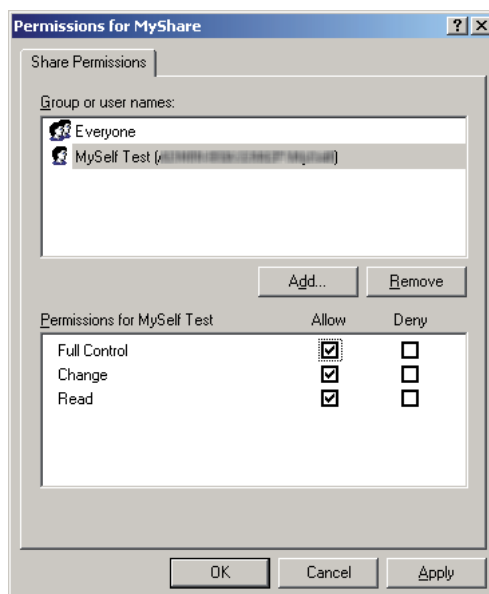 Permissions for MyShare
Share Permissions
Group or user names:
Everyone
MySelf Test (
Add... Remove
Permissions for MySelf Test Allow Deny
Full Control
Change
Read
OK Cancel Apply